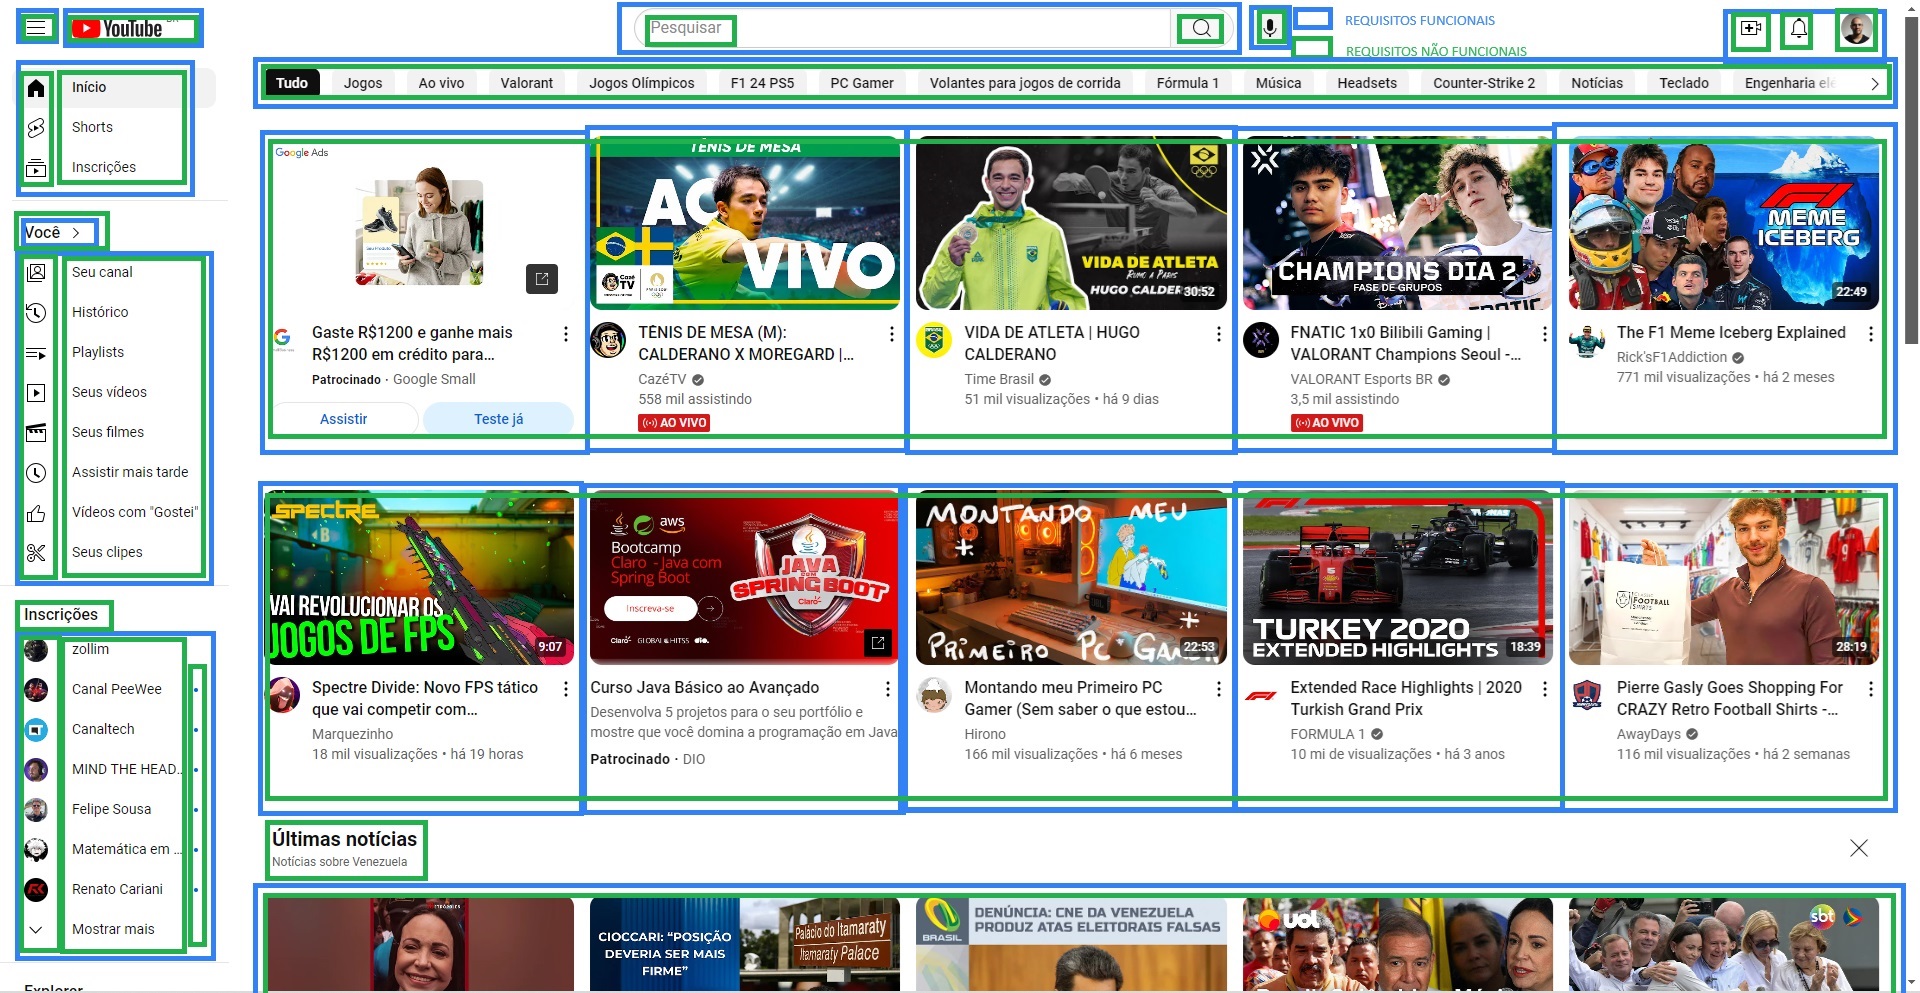 YouTube
BR
Pesquisar
REQUISITOS FUNCIONAIS
REQUISITOS NÃO FUNCIONAIS
Tudo
Jogos
Ao vivo
Valorant
Jogos Olímpicos
F1 24 PS5
PC Gamer
Volantes para jogos de corrida
Fórmula 1
Música
Headsets
Counter-Strike 2
Notícias
Teclado
Engenharia elé
Início
Shorts
Inscrições
Você
Seu canal
Histórico
Playlists
Seus vídeos
Seus filmes
Assistir mais tarde
Vídeos com "Gostei"
Seus clipes
Inscrições
zollim
Canal PeeWee
Canaltech
MIND THE HEAD...
Felipe Sousa
Matemática em ...
Renato Cariani
Mostrar mais
Explorar
Google Ads
Gaste R$1200 e ganhe mais
R$1200 em crédito para...
Patrocinado · Google Small
Assistir
Teste já
TÊNIS DE MESA
AO
VIVO
Cazé
TV
TÊNIS DE MESA (M):
CALDERANO X MOREGARD |...
CazéTV
558 mil assistindo
AO VIVO
VIDA DE ATLETA
RUMO A PARIS
HUGO CALDER
30:52
VIDA DE ATLETA | HUGO
CALDERANO
Time Brasil
51 mil visualizações • há 9 dias
CHAMPIONS DIA 2
FASE DE GRUPOS
FNATIC 1x0 Bilibili Gaming |
VALORANT Champions Seoul -...
VALORANT Esports BR
3,5 mil assistindo
AO VIVO
F1
MEME
ICEBERG
22:49
The F1 Meme Iceberg Explained
Rick'sF1Addiction
771 mil visualizações • há 2 meses
SPECTRE
VAI REVOLUCIONAR OS
JOGOS DE FPS
9:07
Spectre Divide: Novo FPS tático
que vai competir com...
Marquezinho
18 mil visualizações • há 19 horas
aws
Bootcamp
Claro - Java com
Spring Boot
Inscreva-se
Claro GLOBAL HITSS dio.
JAVA
COM
SPRING BOOT
Claro
Curso Java Básico ao Avançado
Desenvolva 5 projetos para o seu portfólio e
mostre que você domina a programação em Java
Patrocinado · DIO
MONTANDO MEU
PRIMEIRO PC GAMER
22:53
Montando meu Primeiro PC
Gamer (Sem saber o que estou...
Hirono
166 mil visualizações • há 6 meses
TURKEY 2020
EXTENDED HIGHLIGHTS
18:39
Extended Race Highlights | 2020
Turkish Grand Prix
FORMULA 1
10 mi de visualizações • há 3 anos
CLASSIC
FOOTBALL
SHIRTS
28:19
Pierre Gasly Goes Shopping For
CRAZY Retro Football Shirts -...
AwayDays
116 mil visualizações • há 2 semanas
Últimas notícias
Notícias sobre Venezuela
CIOCCARI: “POSIÇÃO
DEVERIA SER MAIS
FIRME”
Palácio do Itamaraty
Itamaraty Palace
BRASIL
DENÚNCIA: CNE DA VENEZUELA
PRODUZ ATAS ELEITORAIS FALSAS
UOL
sbt